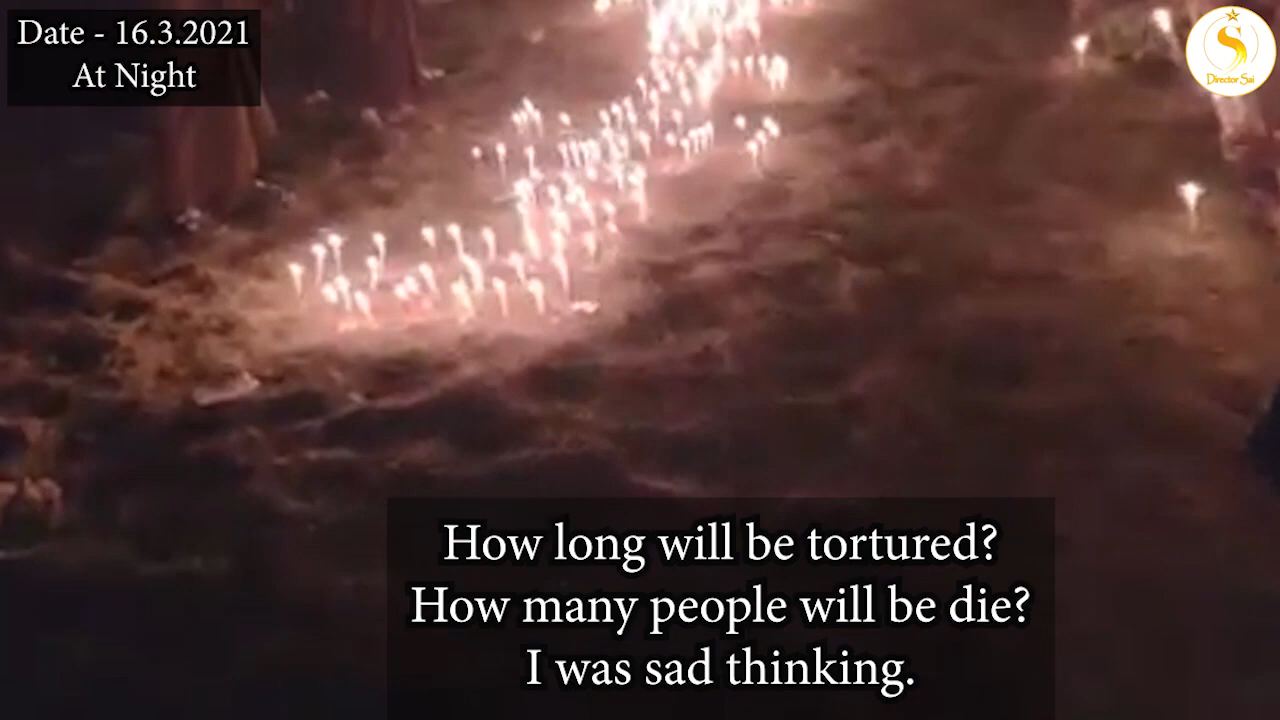 Date - 16.3.2021
At Night
Director Sai
How long will be tortured?
How many people will be die?
I was sad thinking.